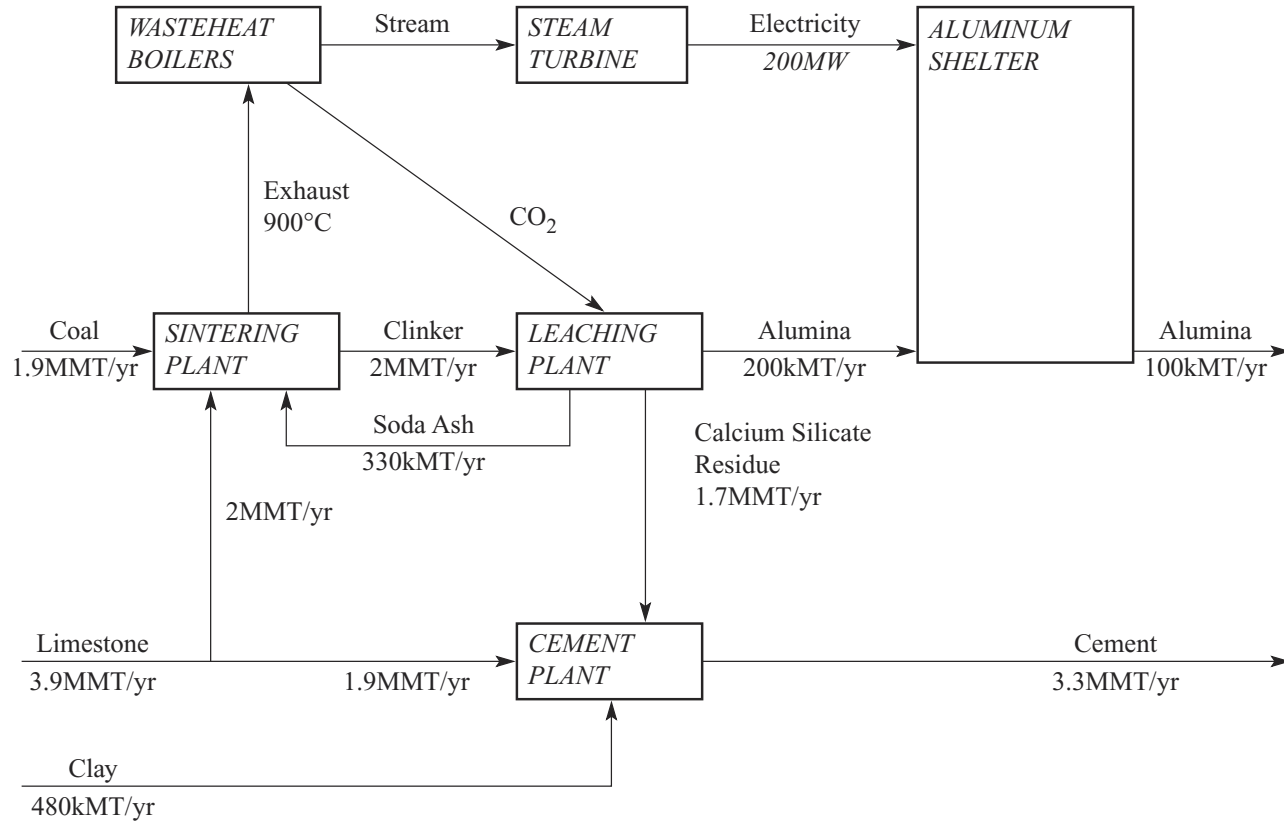 WASTEHEAT
BOILERS
Stream
STEAM
TURBINE
Electricity
200MW
ALUMINUM
SHELTER
Exhaust
900°C
CO₂
Coal
1.9MMT/yr
SINTERING
PLANT
Clinker
2MMT/yr
LEACHING
PLANT
Alumina
200kMT/yr
Alumina
100kMT/yr
Soda Ash
330kMT/yr
Calcium Silicate
Residue
1.7MMT/yr
2MMT/yr
Limestone
3.9MMT/yr
1.9MMT/yr
CEMENT
PLANT
Cement
3.3MMT/yr
Clay
480kMT/yr